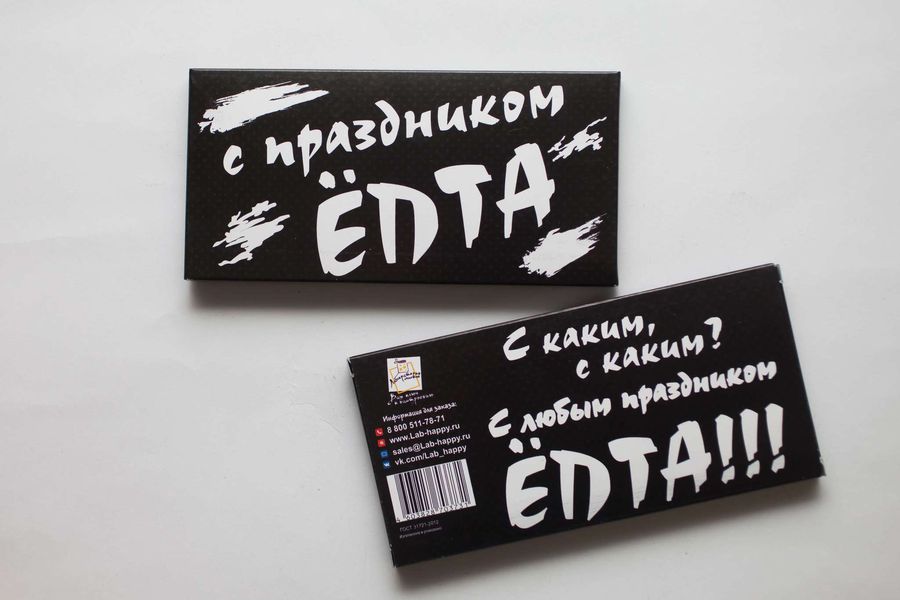 с праздником
ЁПТА
С каким,
с каким?
С любым праздником
ЁПТА!!!
Информация для заказа:
8 800 511-78-71
www.Lab-happy.ru
sales@Lab-happy.ru
vk.com/Lab_happy